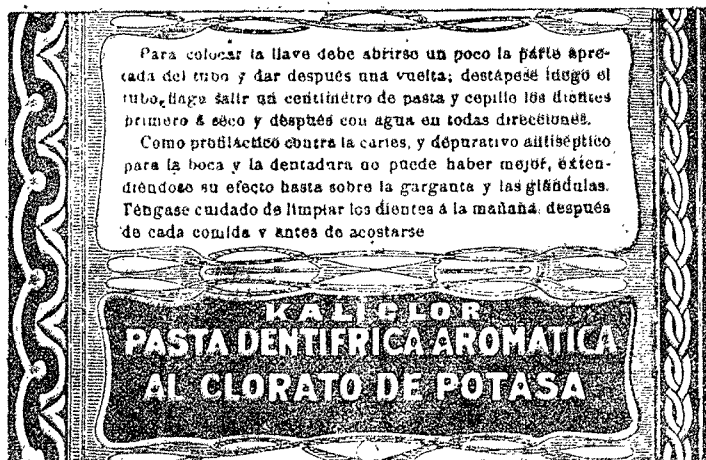 Para colocar la llave debe abrirse un poco la parte apre-
tada del tubo y dar después una vuelta; destápese luego el
tubo, haga salir un centímetro de pasta y cepille los dientes
primero á seco y después con agua en todas direcciones.
Como profiláctico contra la caries, y depurativo antiséptico
para la boca y la dentadura no puede haber mejor, exten-
diéndose su efecto hasta sobre la garganta y las glándulas.
Téngase cuidado de limpiar los dientes á la mañana, después
de cada comida y antes de acostarse
KALICLOR
PASTA DENTIFRICA AROMATICA
AL CLORATO DE POTASA